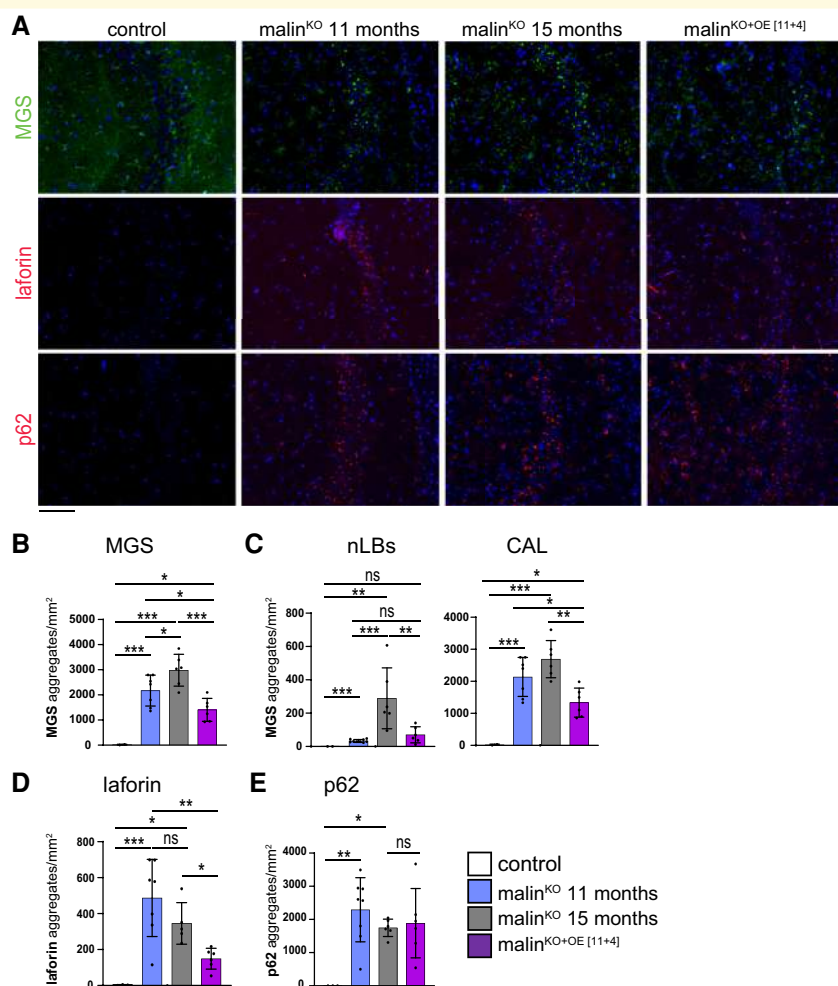 A
control
malinKO 11 months
malinKO 15 months
malinKO+OE [11+4]
MGS
laforin
p62
B
MGS
MGS aggregates/mm2
5000
4000
3000
2000
1000
0
*
*
*** ***
*
***
C
nLBs
MGS aggregates/mm2
800
600
400
200
0
ns
**
ns
*** **
***
CAL
4000
3000
2000
1000
0
*
***
*
**
***
D
laforin
laforin aggregates/mm2
800
600
400
200
0
**
*
*** ns
*
E
p62
p62 aggregates/mm2
4000
3000
2000
1000
0
*
ns
**
control
malinKO 11 months
malinKO 15 months
malinKO+OE [11+4]